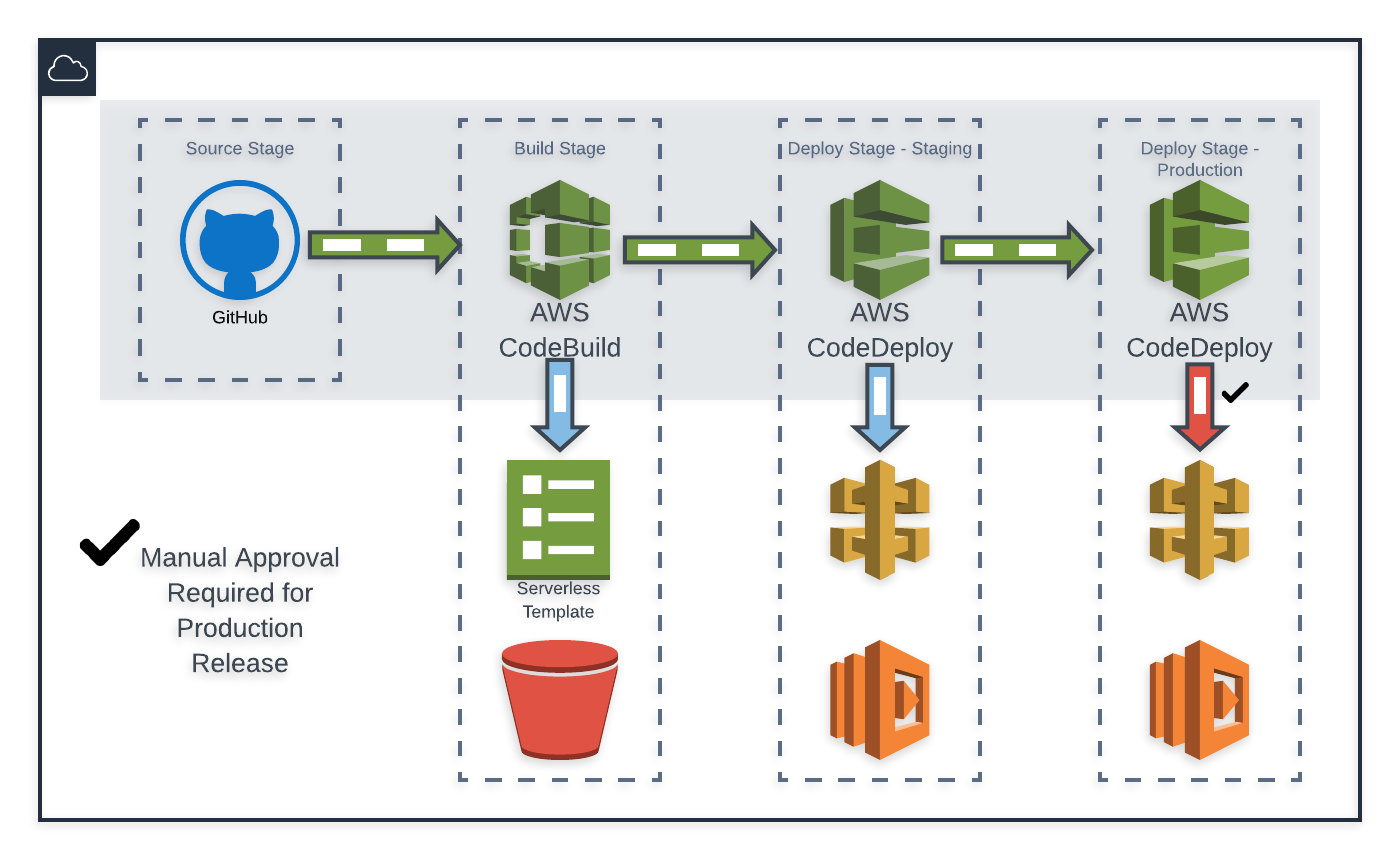 Source Stage
GitHub
Build Stage
AWS
CodeBuild
Serverless
Template
Deploy Stage - Staging
AWS
CodeDeploy
Deploy Stage -
Production
AWS
CodeDeploy
Manual Approval
Required for
Production
Release